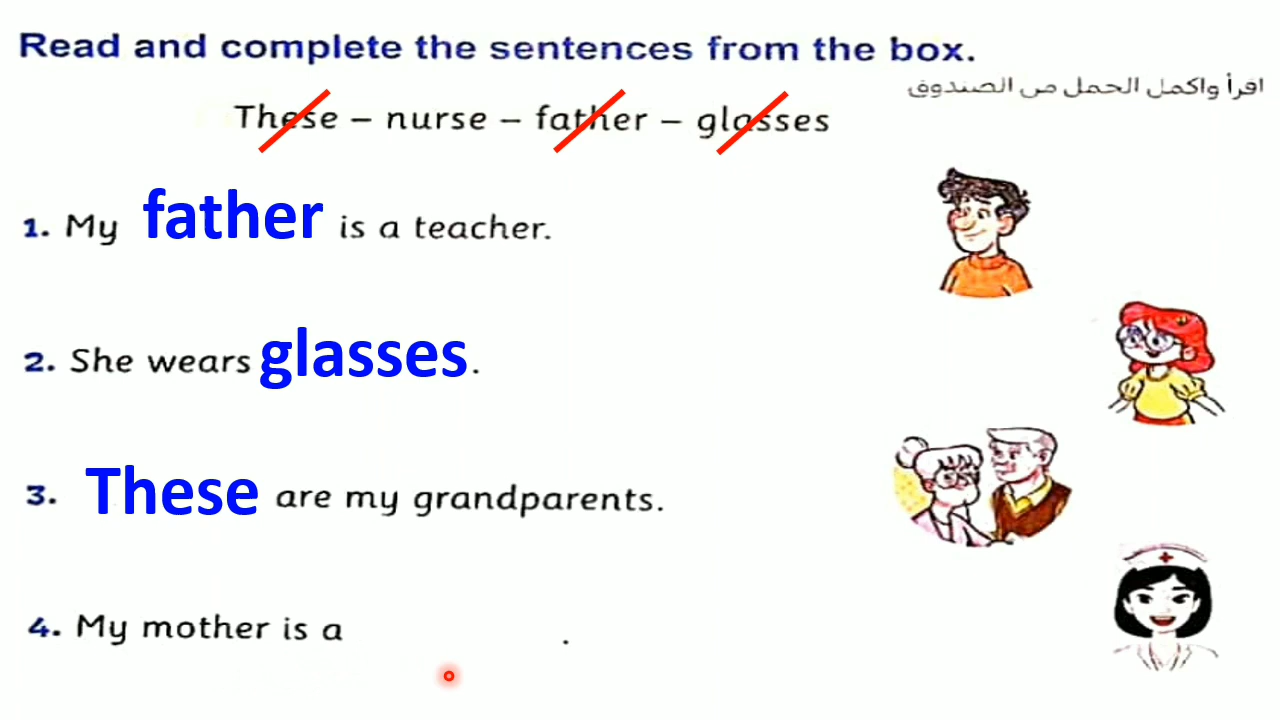 Read and complete the sentences from the box.
اقرأ واكمل الجمل من الصندوق
These – nurse – father – glasses
1. My father is a teacher.
2. She wears glasses.
3. These are my grandparents.
4. My mother is a .